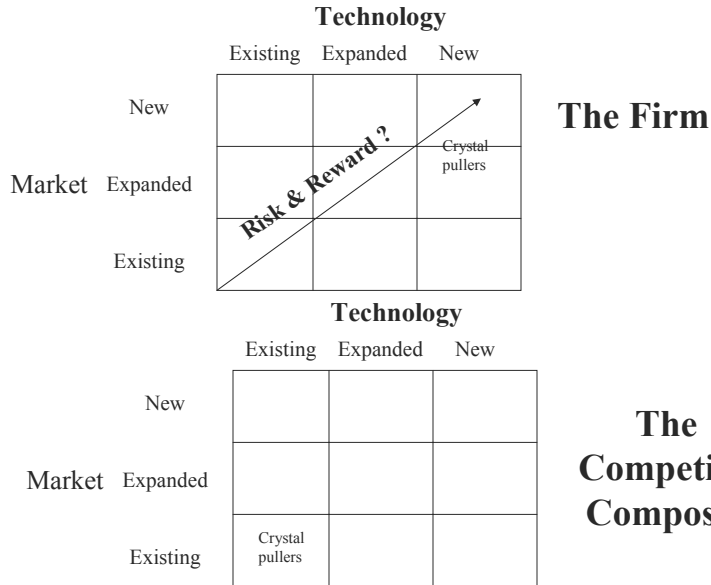 Technology
Existing Expanded New
New
The Firm
Risk & Reward ?
Crystal
pullers
Market Expanded
Existing
Technology
Existing Expanded New
New
The
Market Expanded
Crystal
pullers
Existing